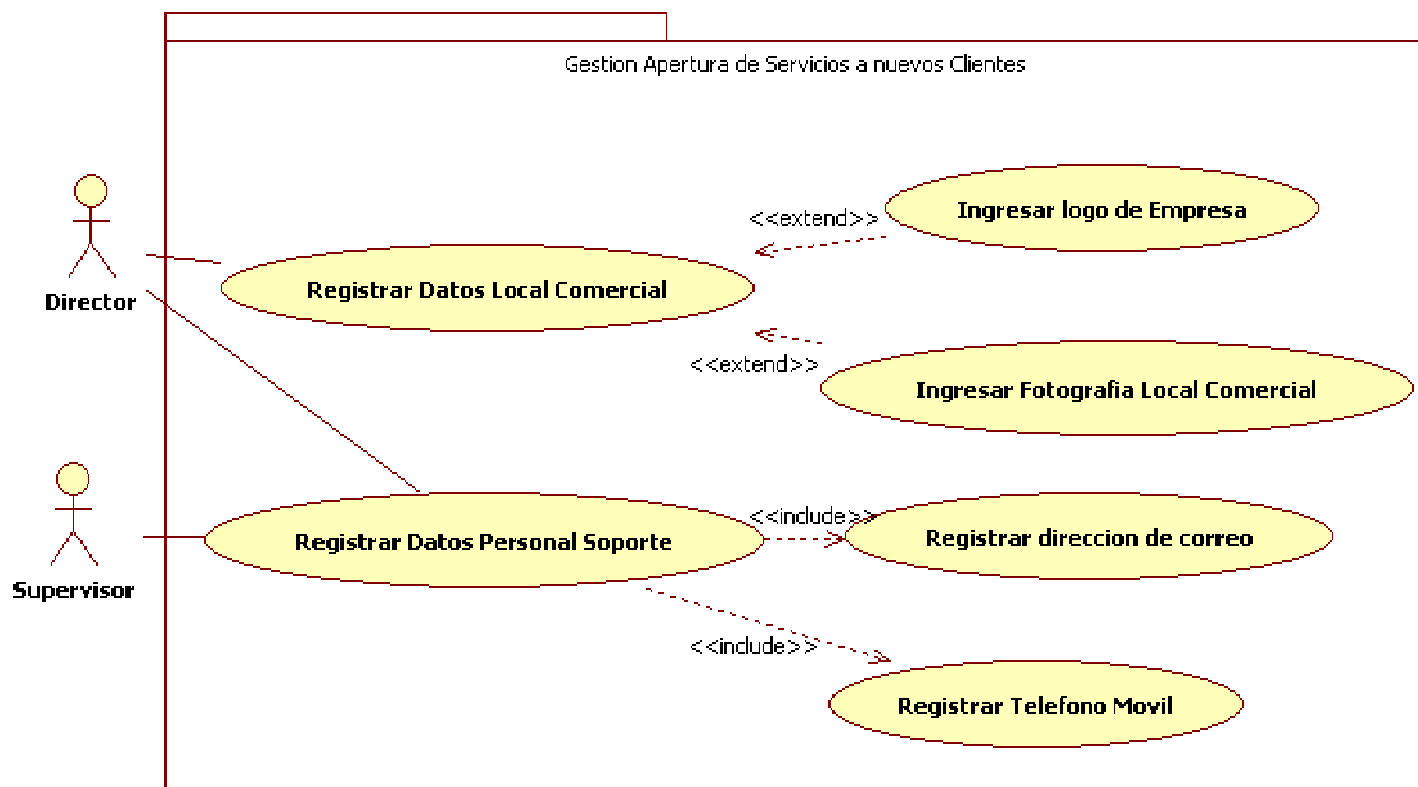 Gestion Apertura de Servicios a nuevos Clientes
Ingresar logo de Empresa
<<extend>>
Registrar Datos Local Comercial
Director
<<extend>>
Ingresar Fotografia Local Comercial
<<include>>
Registrar direccion de correo
Registrar Datos Personal Soporte
Supervisor
<<include>>
Registrar Telefono Movil